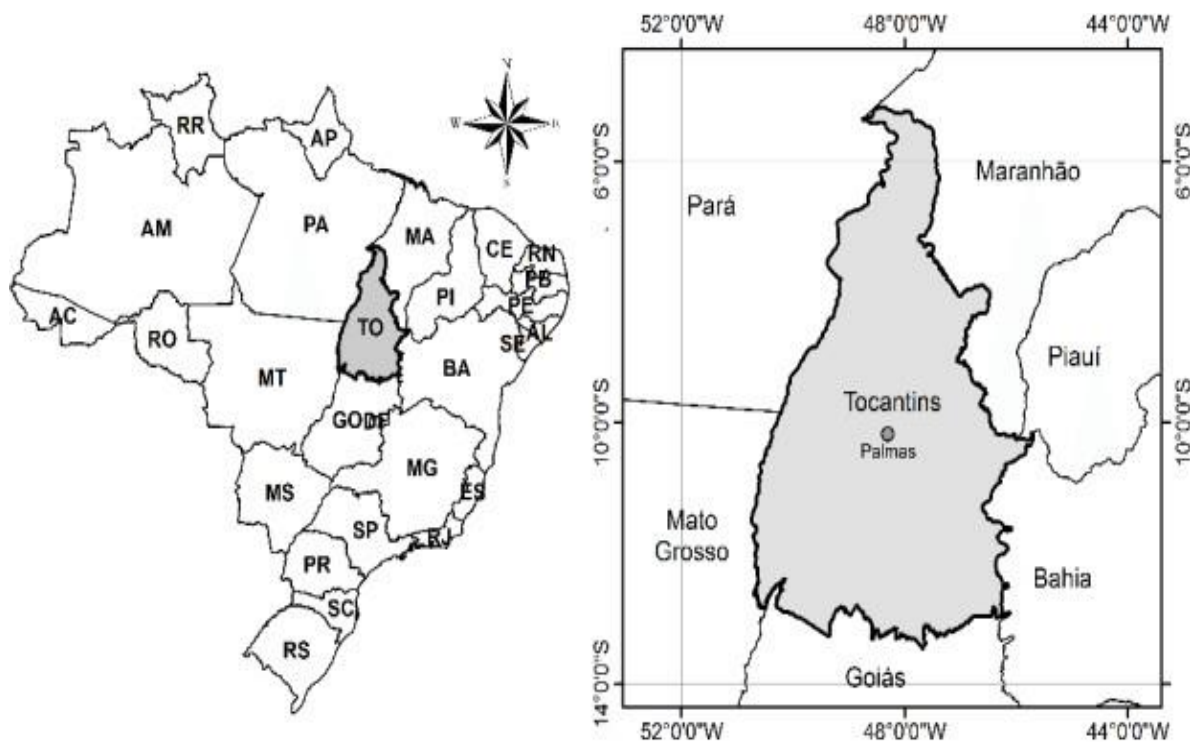 RR
AP
AM
PA
MA
CE
RN
PB
PI
PE
AC
TO
AL
RO
SE
MT
BA
GO
DF
MG
MS
ES
SP
RJ
PR
SC
RS
W
52°0'0"W
48°0'0"W
44°0'0"W
6°0'0"S
6°0'0"S
Maranhão
Pará
Piauí
Tocantins
10°0'0"S
10°0'0"S
Palmas
Mato
Grosso
Bahia
Goiás
14°0'0"S
14°0'0"S
52°0'0"W
48°0'0"W
44°0'0"W